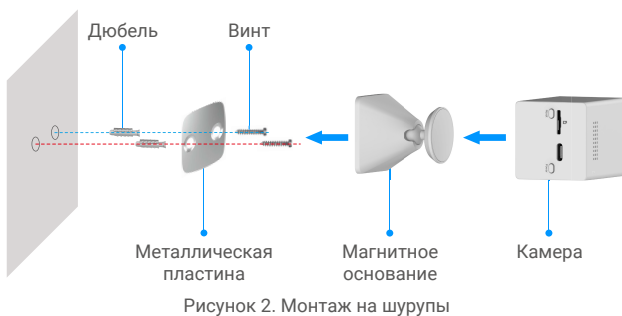 Дюбель
Винт
Металлическая
пластина
Магнитное
основание
Камера
Рисунок 2. Монтаж на шурупы